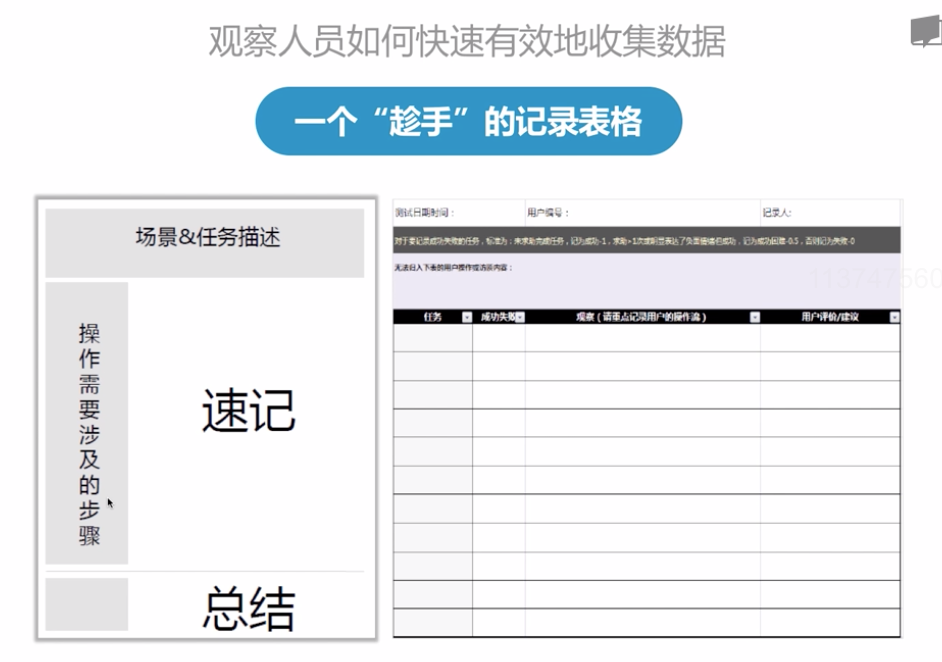 观察人员如何快速有效地收集数据
一个“趁手”的记录表格
场景&任务描述
操作需要涉及的步骤
速记
总结
测试日期时间：
用户编号：
记录人:
对于要记录成功失败的任务，标准为：未求助完成任务，记为成功-1，求助>1次或明显表达了负面情绪但成功，记为成功困难-0.5，否则记为失败-0
无法归入下表的用户操作或访谈内容：
任务
成功失败
观察（请重点记录用户的操作流）
用户评价/建议
113747560